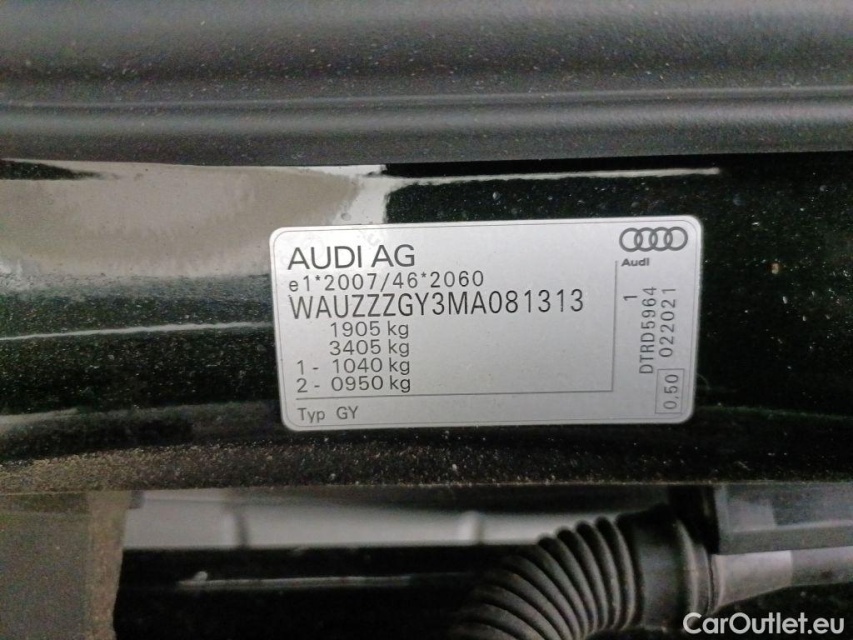 AUDI AG
Audi
e1*2007/46*2060
WAUZZZGY3MA081313
1905 kg
3405 kg
1 - 1040 kg
2 - 0950 kg
Typ GY
DTRD5964 1
022021
0,50
CarOutlet.eu